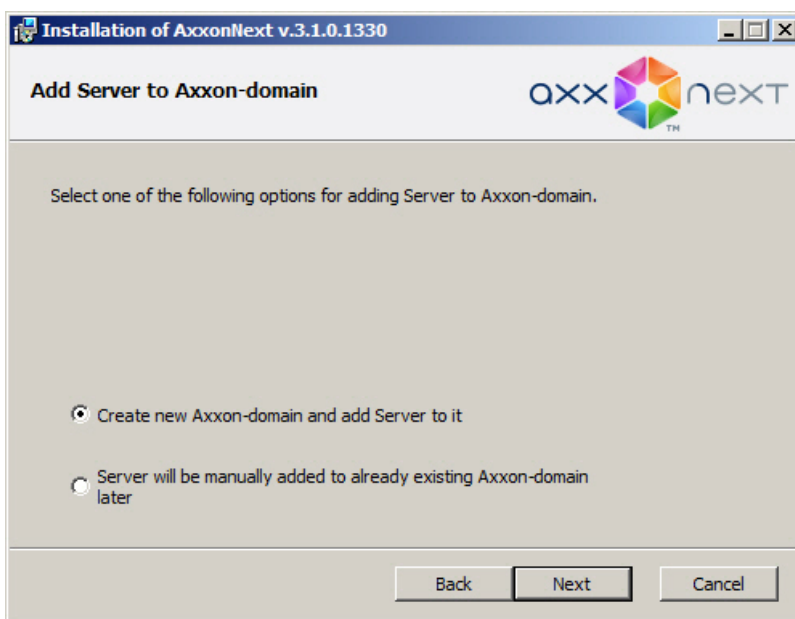 Installation of AxxonNext v.3.1.0.1330
Add Server to Axxon-domain
axx next
TM
Select one of the following options for adding Server to Axxon-domain.
Create new Axxon-domain and add Server to it
Server will be manually added to already existing Axxon-domain
later
Back Next Cancel